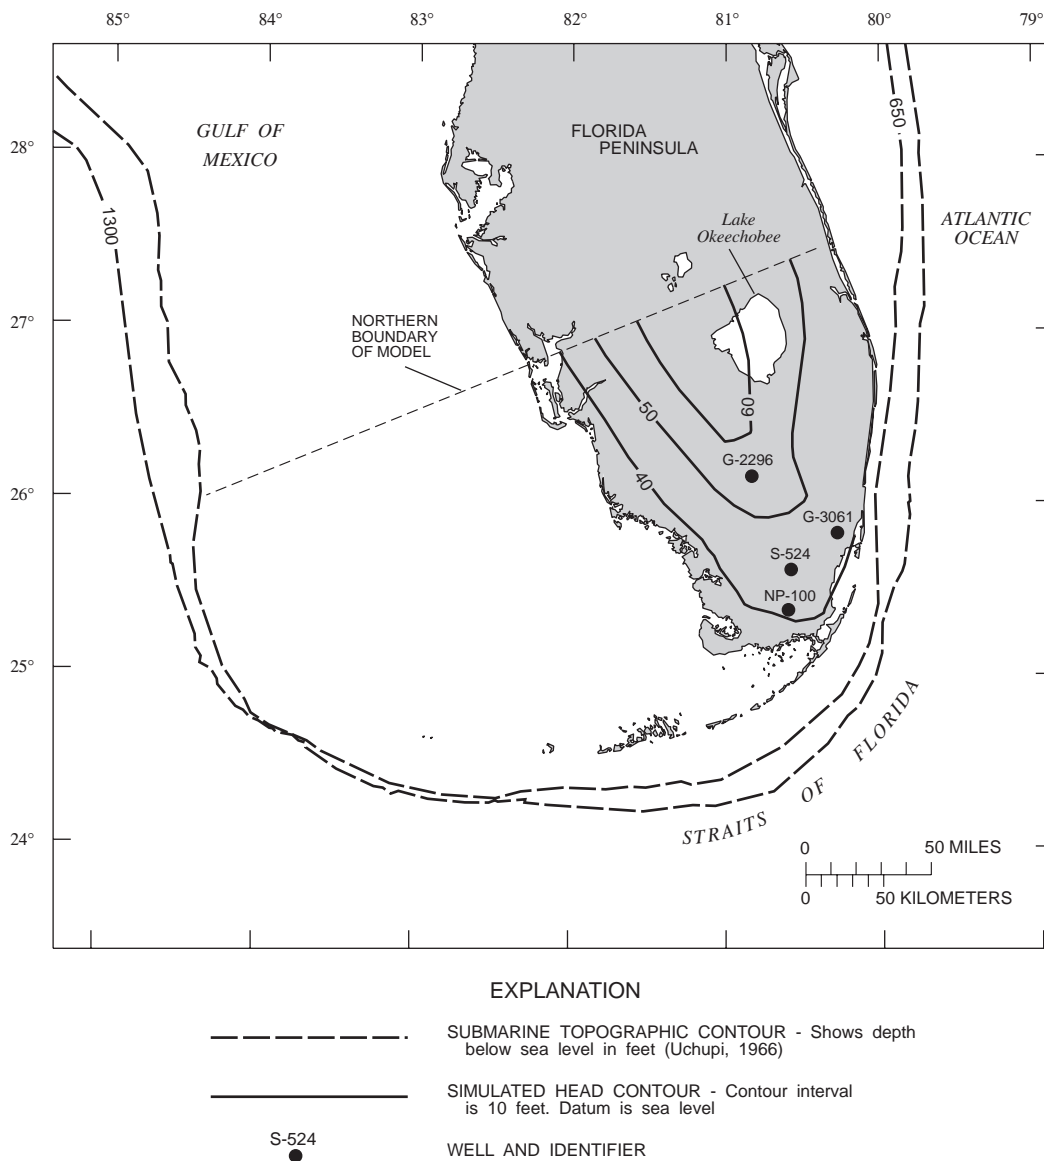 85° 84° 83° 82° 81° 80° 79°
28°
27°
26°
25°
24°
GULF OF
MEXICO
FLORIDA
PENINSULA
650
1300
Lake
Okeechobee
ATLANTIC
OCEAN
NORTHERN
BOUNDARY
OF MODEL
50
60
40
G-2296
G-3061
S-524
NP-100
STRAITS OF FLORIDA
0 50 MILES
0 50 KILOMETERS
EXPLANATION
SUBMARINE TOPOGRAPHIC CONTOUR - Shows depth
below sea level in feet (Uchupi, 1966)
SIMULATED HEAD CONTOUR - Contour interval
is 10 feet. Datum is sea level
S-524
WELL AND IDENTIFIER